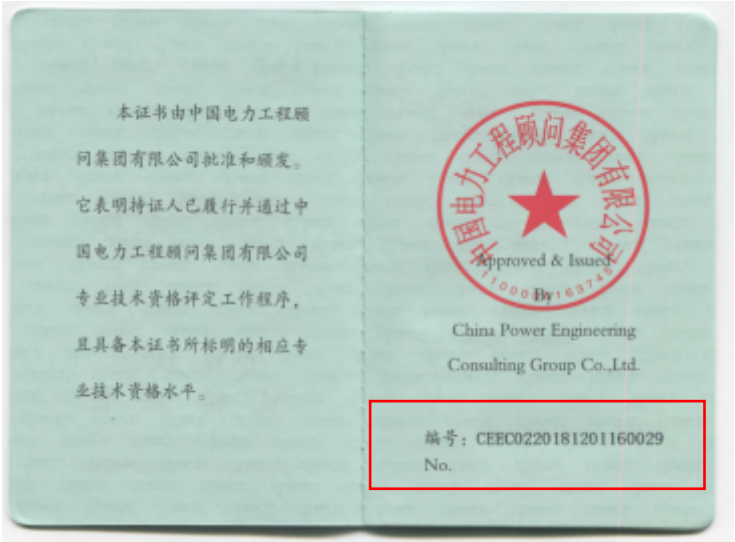 本证书由中国电力工程顾
问集团有限公司批准和颁发。
它表明持证人已履行并通过中
国电力工程顾问集团有限公司
专业技术资格评定工作程序，
且具备本证书所标明的相应专
业技术资格水平。
中国电力工程顾问集团有限公司
Approved & Issued
By
China Power Engineering
Consulting Group Co.,Ltd.
编号：CEEC0220181201160029
No.